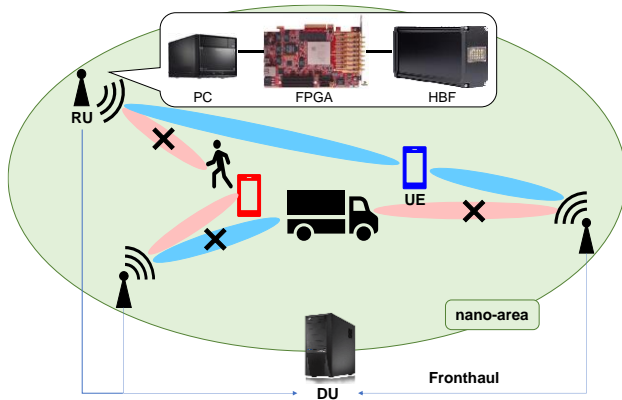 PC
FPGA
HBF
RU
UE
nano-area
Fronthaul
DU